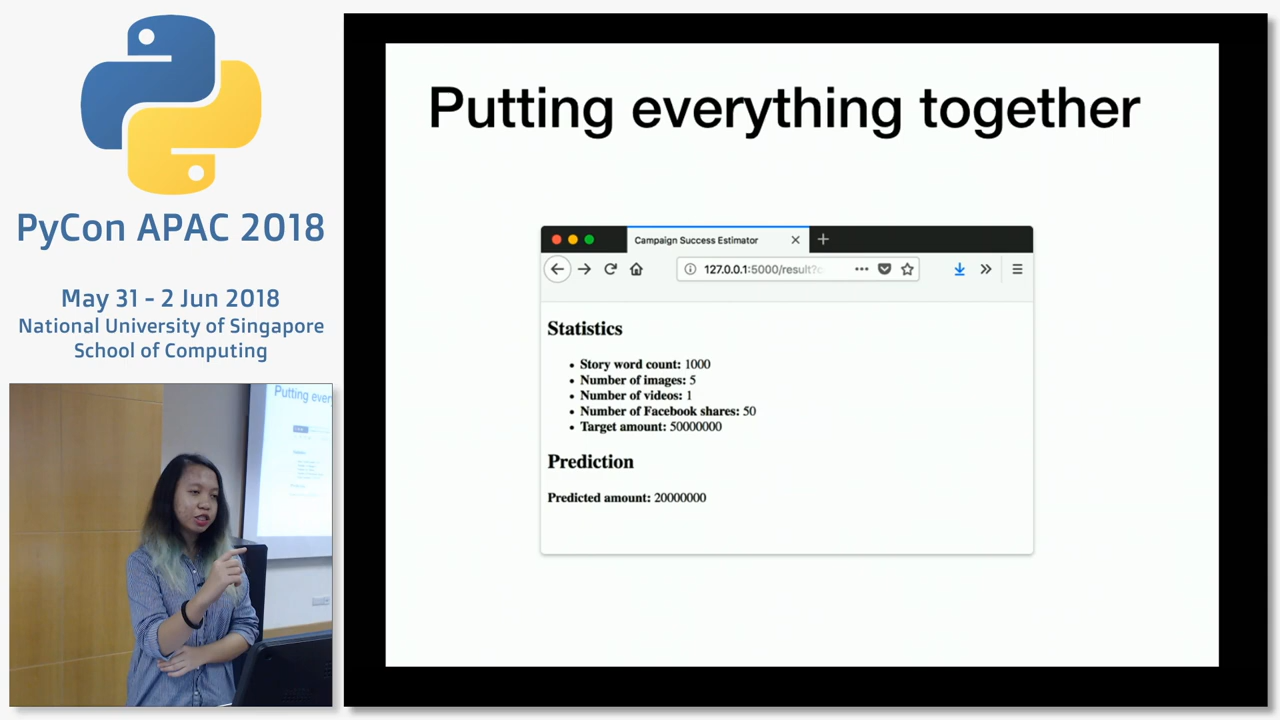 PyCon APAC 2018
May 31 - 2 Jun 2018
National University of Singapore
School of Computing
Putting everything together
Campaign Success Estimator
127.0.0.1:5000/result?c
Statistics
• Story word count: 1000
• Number of images: 5
• Number of videos: 1
• Number of Facebook shares: 50
• Target amount: 50000000
Prediction
Predicted amount: 20000000
Putting ever